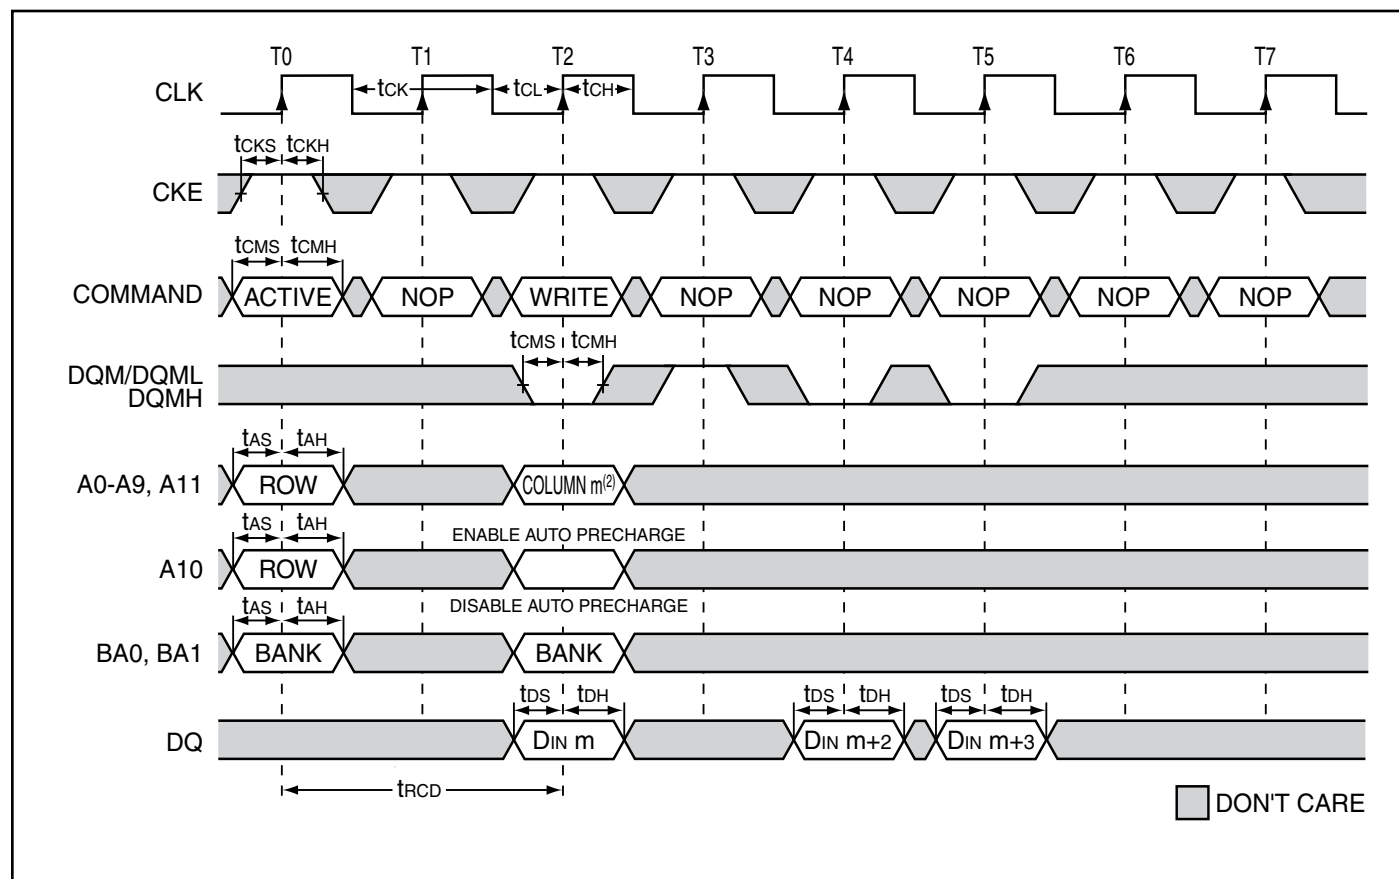 T0 T1 T2 T3 T4 T5 T6 T7
CLK tCK tCL tCH
tCKS tCKH
CKE
tCMS tCMH
COMMAND ACTIVE NOP WRITE NOP NOP NOP NOP NOP
tCMS tCMH
DQM/DQML
DQMH
tAS tAH
A0-A9, A11 ROW COLUMN m(2)
tAS tAH ENABLE AUTO PRECHARGE
A10 ROW
tAS tAH DISABLE AUTO PRECHARGE
BA0, BA1 BANK BANK
tDS tDH tDS tDH tDS tDH
DQ DIN m DIN m+2 DIN m+3
tRCD
DON'T CARE